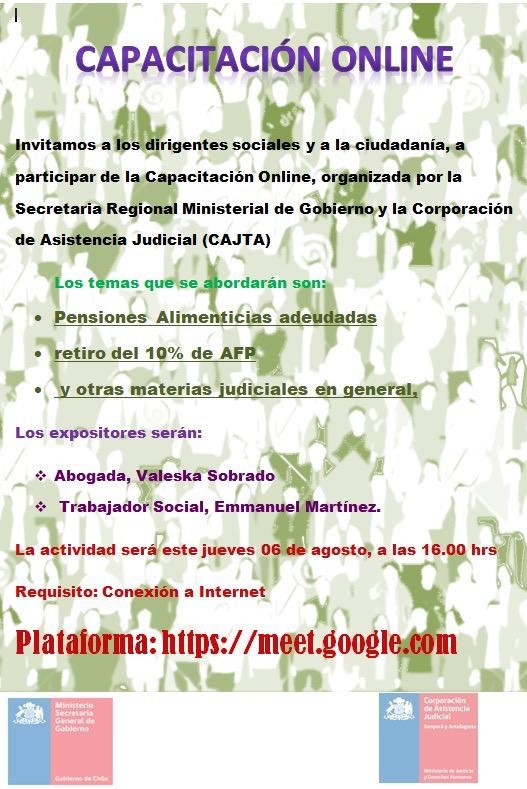 CAPACITACIÓN ONLINE
Invitamos a los dirigentes sociales y a la ciudadanía, a
participar de la Capacitación Online, organizada por la
Secretaria Regional Ministerial de Gobierno y la Corporación
de Asistencia Judicial (CAJTA)
Los temas que se abordarán son:
• Pensiones Alimenticias adeudadas
• retiro del 10% de AFP
• y otras materias judiciales en general,
Los expositores serán:
❖ Abogada, Valeska Sobrado
❖ Trabajador Social, Emmanuel Martínez.
La actividad será este jueves 06 de agosto, a las 16.00 hrs
Requisito: Conexión a Internet
Plataforma: https://meet.google.com
Ministerio
Secretaría
General de
Gobierno
Gobierno de Chile
Corporación
de Asistencia
Judicial
Tarapacá y Antofagasta
Ministerio de Justicia
y Derechos Humanos